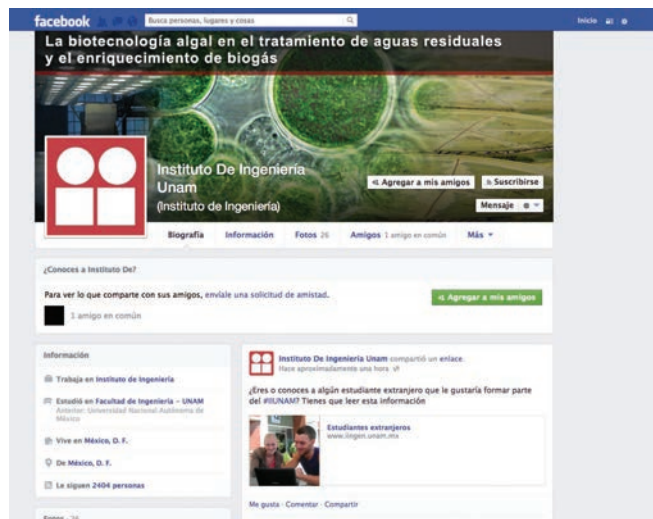 facebook
Busca personas, lugares y cosas
Inicio
La biotecnología algal en el tratamiento de aguas residuales
y el enriquecimiento de biogás
Instituto De Ingeniería
Unam
(Instituto de Ingeniería)
Agregar a mis amigos
Suscribirse
Mensaje
Biografía Información Fotos 26 Amigos 1 amigo en común Más
¿Conoces a Instituto De?
Para ver lo que comparte con sus amigos, envíale una solicitud de amistad.
Agregar a mis amigos
1 amigo en común
Información
Trabaja en Instituto de Ingeniería
Estudió en Facultad de Ingeniería - UNAM
Anterior: Universidad Nacional Autónoma de
México
Vive en México, D. F.
De México, D. F.
Le siguen 2404 personas
Fotos · 26
Instituto De Ingeniería Unam compartió un enlace.
Hace aproximadamente una hora
¿Eres o conoces a algún estudiante extranjero que le gustaría formar parte
del #IIUNAM? Tienes que leer esta información
Estudiantes extranjeros
www.iingen.unam.mx
Me gusta · Comentar · Compartir